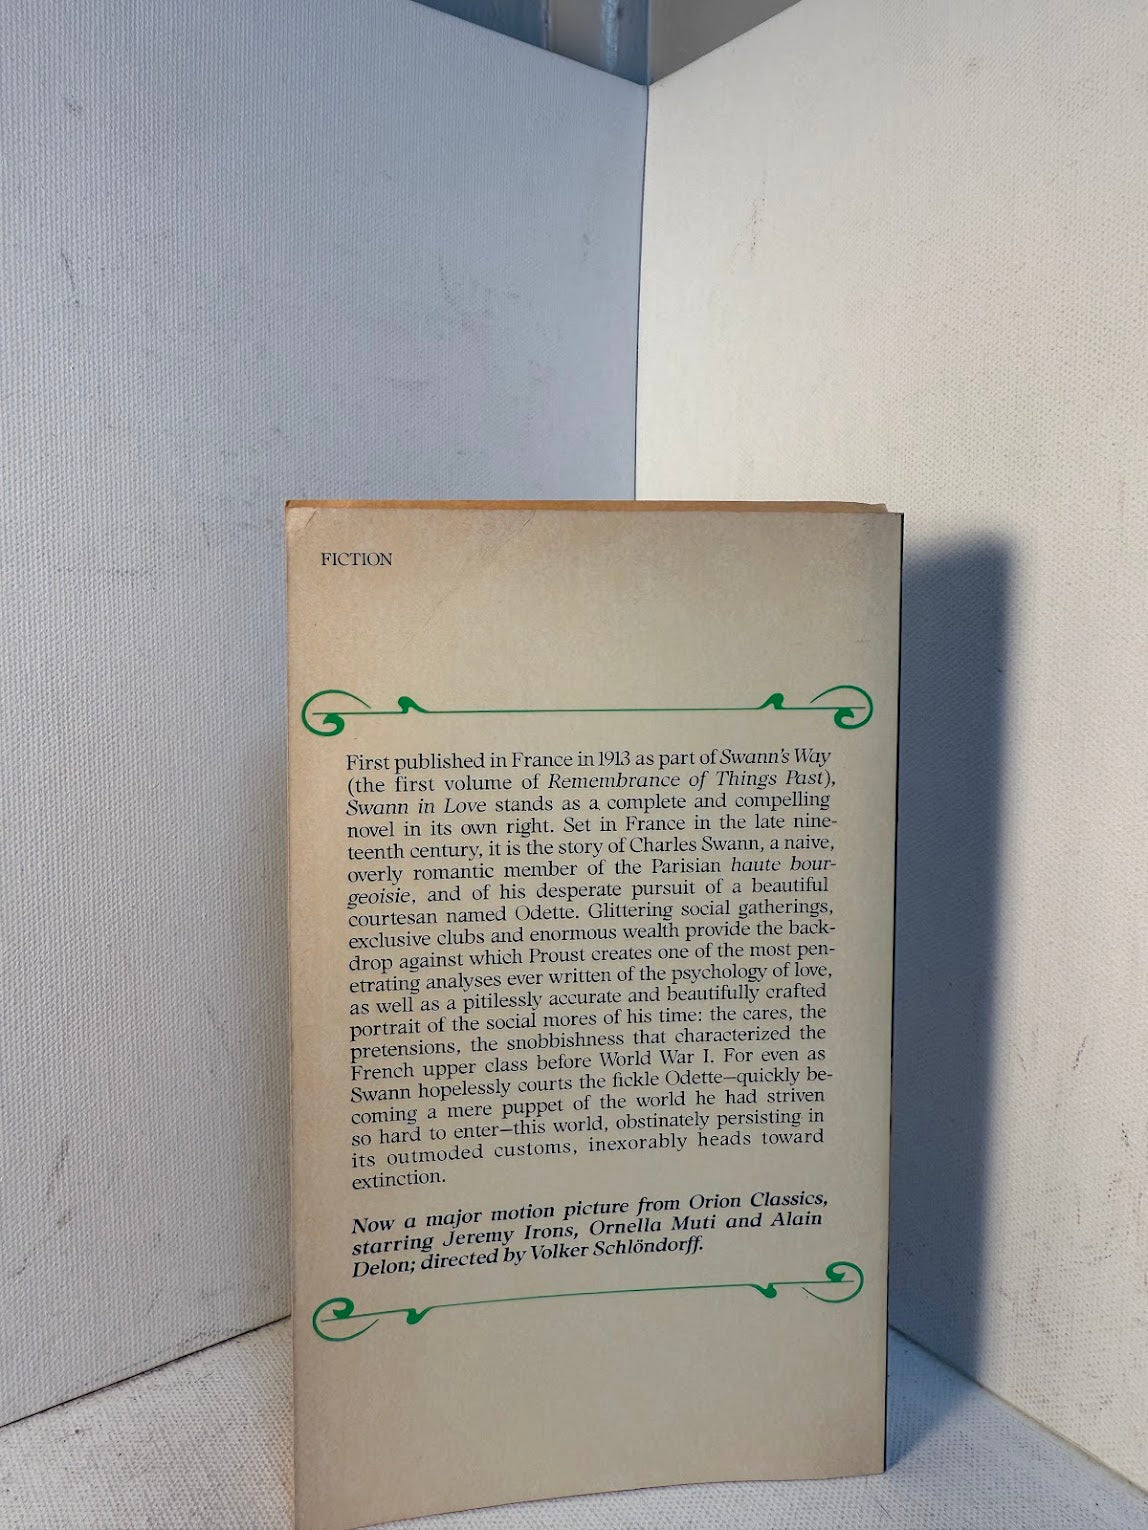 FICTION
First published in France in 1913 as part of Swann's Way
(the first volume of Remembrance of Things Past),
Swann in Love stands as a complete and compelling
novel in its own right. Set in France in the late nine-
teenth century, it is the story of Charles Swann, a naive,
overly romantic member of the Parisian haute bour-
geoisie, and of his desperate pursuit of a beautiful
courtesan named Odette. Glittering social gatherings,
exclusive clubs and enormous wealth provide the back-
drop against which Proust creates one of the most pen-
etrating analyses ever written of the psychology of love,
as well as a pitilessly accurate and beautifully crafted
portrait of the social mores of his time: the cares, the
pretensions, the snobbishness that characterized the
French upper class before World War I. For even as
Swann hopelessly courts the fickle Odette—quickly be-
coming a mere puppet of the world he had striven
so hard to enter—this world, obstinately persisting in
its outmoded customs, inexorably heads toward
extinction.
Now a major motion picture from Orion Classics,
starring Jeremy Irons, Ornella Muti and Alain
Delon; directed by Volker Schlöndorff.